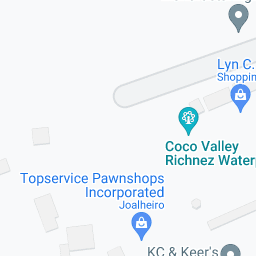 Lyn C.
Shoppin
Coco Valley
Richnez Water
Topservice Pawnshops
Incorporated
Joalheiro
KC & Keer's